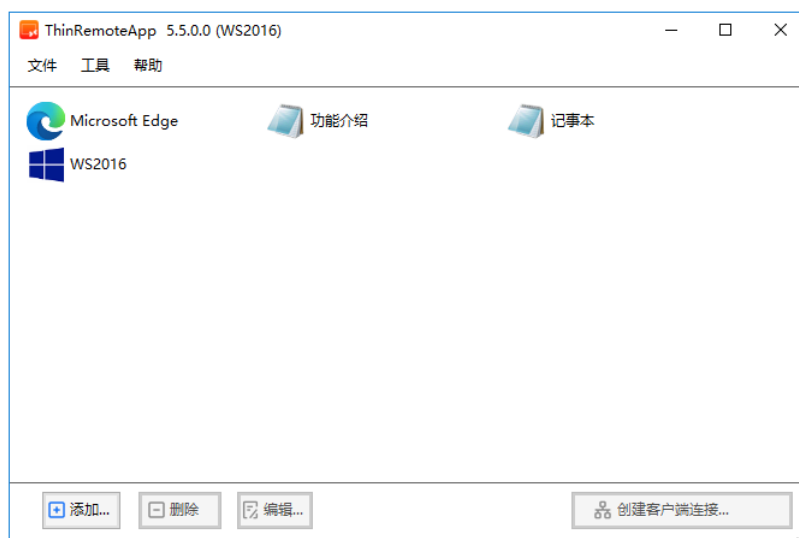 ThinRemoteApp 5.5.0.0 (WS2016)
文件 工具 帮助
Microsoft Edge 功能介绍 记事本
WS2016
添加... 删除 编辑... 创建客户端连接...